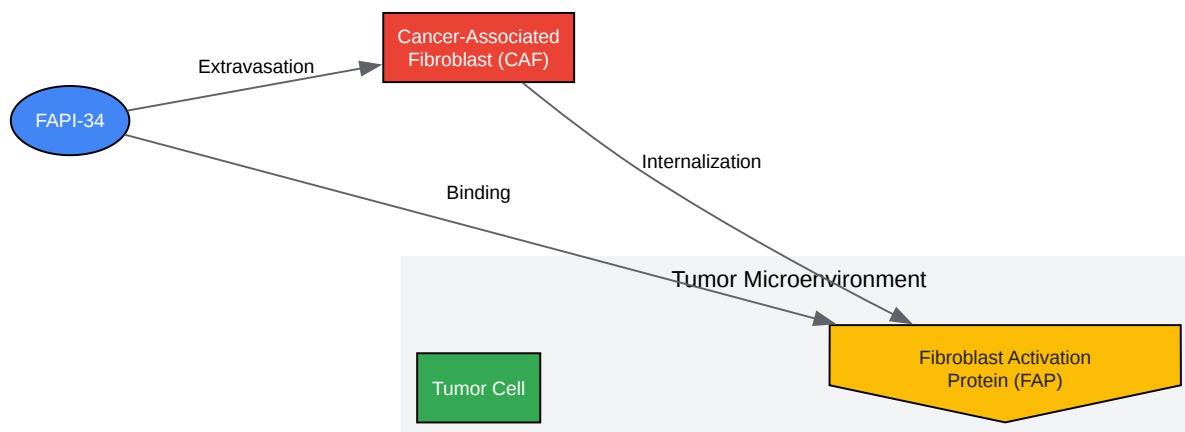 Cancer-Associated
Fibroblast (CAF)
Extravasation
FAPI-34
Internalization
Binding
Tumor Microenvironment
Fibroblast Activation
Protein (FAP)
Tumor Cell